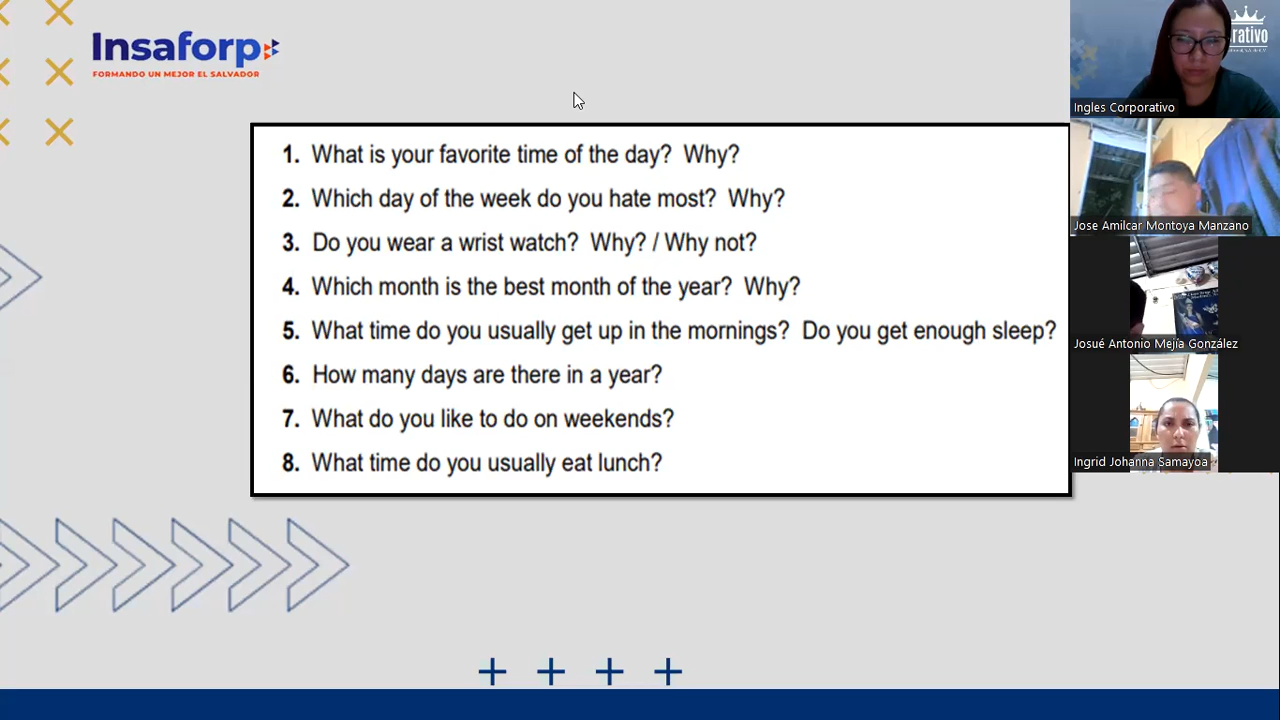 Insaforp
FORMANDO UN MEJOR EL SALVADOR
1. What is your favorite time of the day? Why?
2. Which day of the week do you hate most? Why?
3. Do you wear a wrist watch? Why? / Why not?
4. Which month is the best month of the year? Why?
5. What time do you usually get up in the mornings? Do you get enough sleep?
6. How many days are there in a year?
7. What do you like to do on weekends?
8. What time do you usually eat lunch?
rativo
Ingles Corporativo
Jose Amilcar Montoya Manzano
Josué Antonio Mejía González
Ingrid Johanna Samayoa